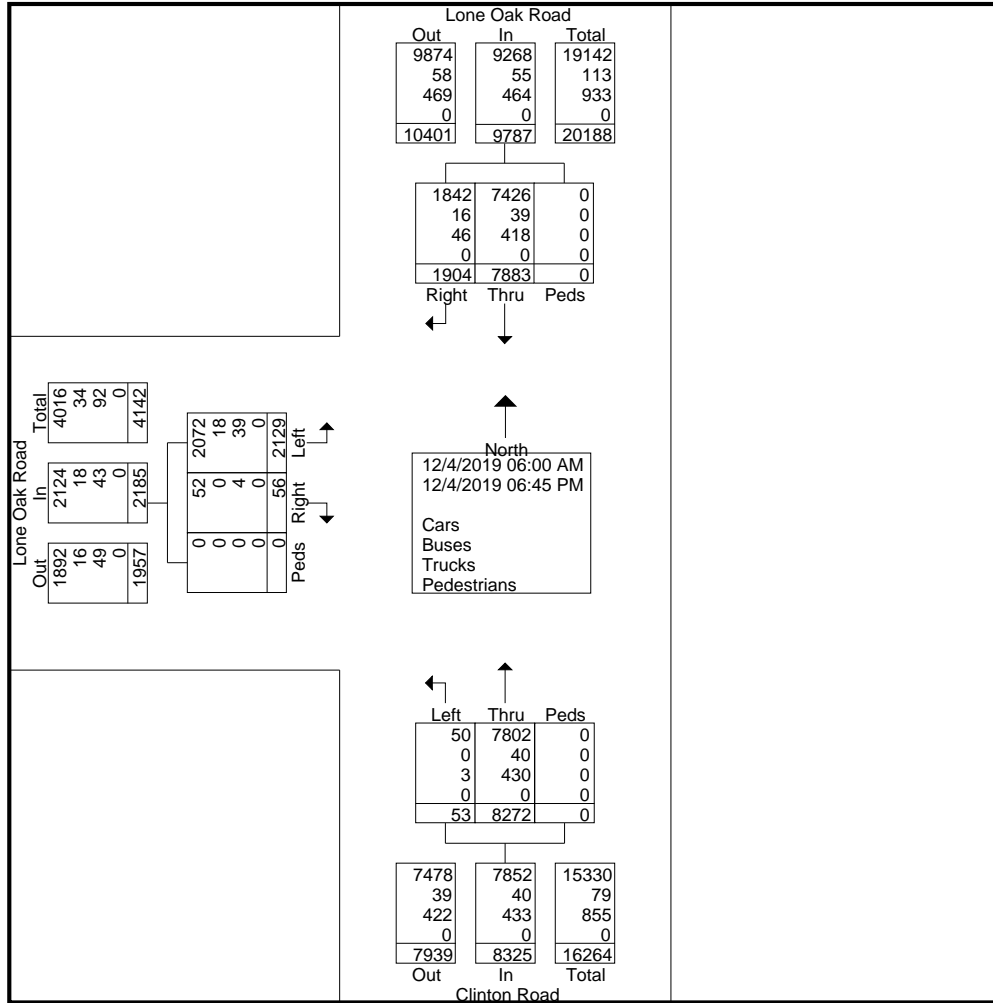 Lone Oak Road
Out In Total
9874 9268 19142
58 55 113
469 464 933
0 0 0
10401 9787 20188
1842 7426 0
16 39 0
46 418 0
0 0 0
1904 7883 0
Right Thru Peds
Lone Oak Road
Total
4016
34
92
0
4142
In
2124
18
43
0
2185
Out
1892
16
49
0
1957
2072
18
39
0
2129
Left
52
0
4
0
56
Right
0
0
0
0
0
Peds
North
12/4/2019 06:00 AM
12/4/2019 06:45 PM
Cars
Buses
Trucks
Pedestrians
Left Thru Peds
50 7802 0
0 40 0
3 430 0
0 0 0
53 8272 0
7478 7852 15330
39 40 79
422 433 855
0 0 0
7939 8325 16264
Out In Total
Clinton Road